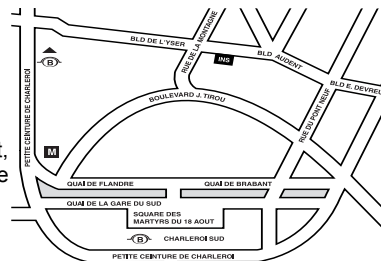 BLD DE L'YSER
RUE DE LA MONTAGNE
INS
BLD AUDENT
BLD E. DEVREU
B
BOULEVARD J. TIROU
PETITE CEINTURE DE CHARLEROI
RUE DU PONT NEUF
t,
M
e
QUAI DE FLANDRE
QUAI DE BRABANT
QUAI DE LA GARE DU SUD
SQUARE DES
MARTYRS DU 18 AOUT
B
CHARLEROI SUD
PETITE CEINTURE DE CHARLEROI